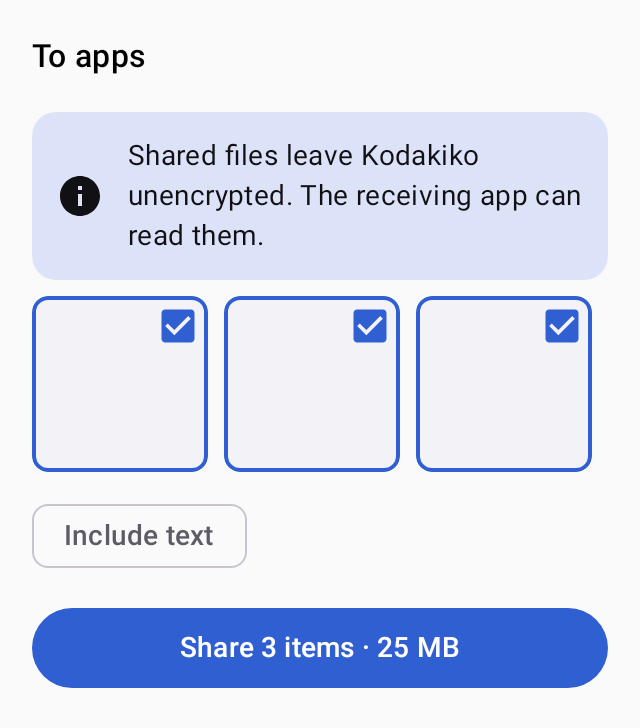 To apps
Shared files leave Kodakiko
unencrypted. The receiving app can
read them.
Include text
Share 3 items · 25 MB